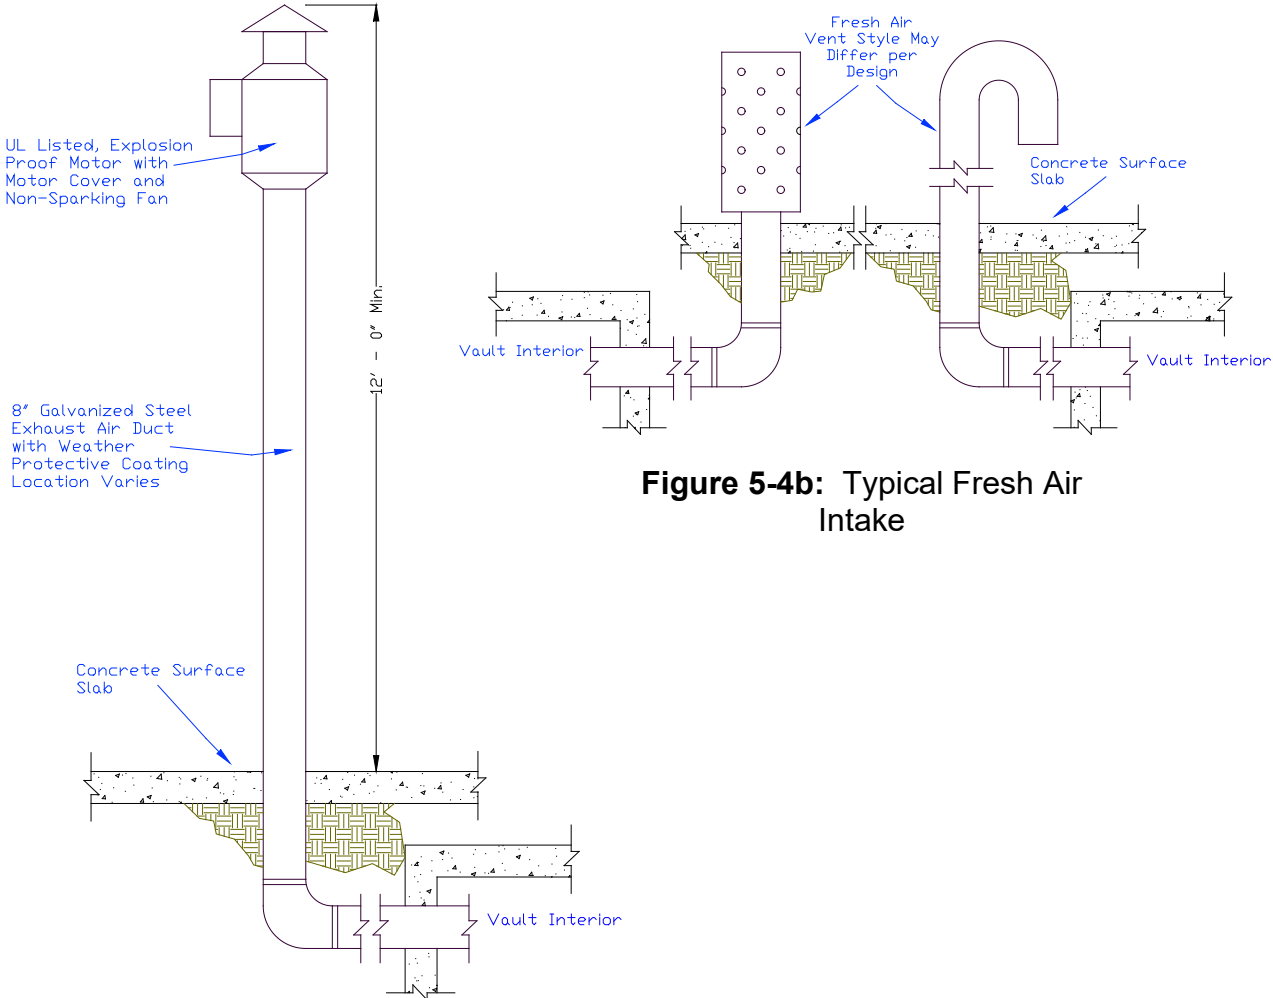 Fresh Air
Vent Style May
Differ per
Design
UL Listed, Explosion
Proof Motor with
Motor Cover and
Non-Sparking Fan
Concrete Surface
Slab
12' - 0" Min.
Vault Interior
Vault Interior
8" Galvanized Steel
Exhaust Air Duct
with Weather
Protective Coating
Location Varies
Figure 5-4b: Typical Fresh Air
Intake
Concrete Surface
Slab
Vault Interior